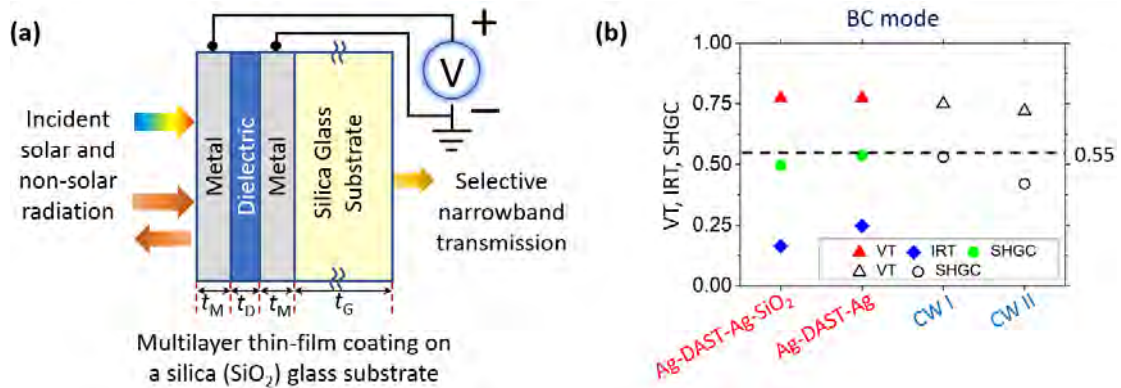 (a)
+
V
−
Incident
solar and
non-solar
radiation
Metal
Dielectric
Metal
Silica Glass
Substrate
Selective
narrowband
transmission
tM tD tM tG
Multilayer thin-film coating on
a silica (SiO2) glass substrate
(b)
BC mode
VT, IRT, SHGC
1.00
0.75
0.50
0.25
0.00
0.55
VT IRT SHGC
VT SHGC
Ag-DAST-Ag-SiO2
Ag-DAST-Ag
CW I
CW II